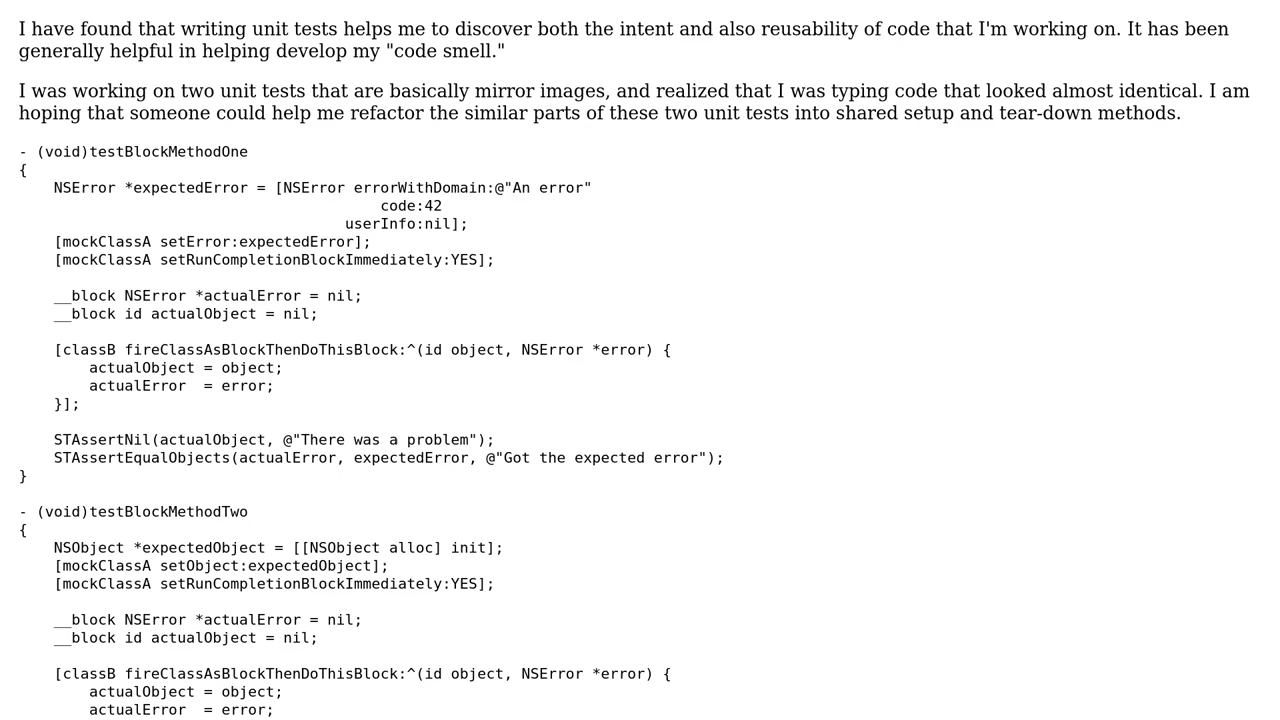 I have found that writing unit tests helps me to discover both the intent and also reusability of code that I'm working on. It has been
generally helpful in helping develop my "code smell."
I was working on two unit tests that are basically mirror images, and realized that I was typing code that looked almost identical. I am
hoping that someone could help me refactor the similar parts of these two unit tests into shared setup and tear-down methods.
- (void)testBlockMethodOne
{
    NSError *expectedError = [NSError errorWithDomain:@"An error"
                                         code:42
                                     userInfo:nil];
    [mockClassA setError:expectedError];
    [mockClassA setRunCompletionBlockImmediately:YES];

    __block NSError *actualError = nil;
    __block id actualObject = nil;

    [classB fireClassAsBlockThenDoThisBlock:^(id object, NSError *error) {
        actualObject = object;
        actualError  = error;
    }];

    STAssertNil(actualObject, @"There was a problem");
    STAssertEqualObjects(actualError, expectedError, @"Got the expected error");
}

- (void)testBlockMethodTwo
{
    NSObject *expectedObject = [[NSObject alloc] init];
    [mockClassA setObject:expectedObject];
    [mockClassA setRunCompletionBlockImmediately:YES];

    __block NSError *actualError = nil;
    __block id actualObject = nil;

    [classB fireClassAsBlockThenDoThisBlock:^(id object, NSError *error) {
        actualObject = object;
        actualError  = error;